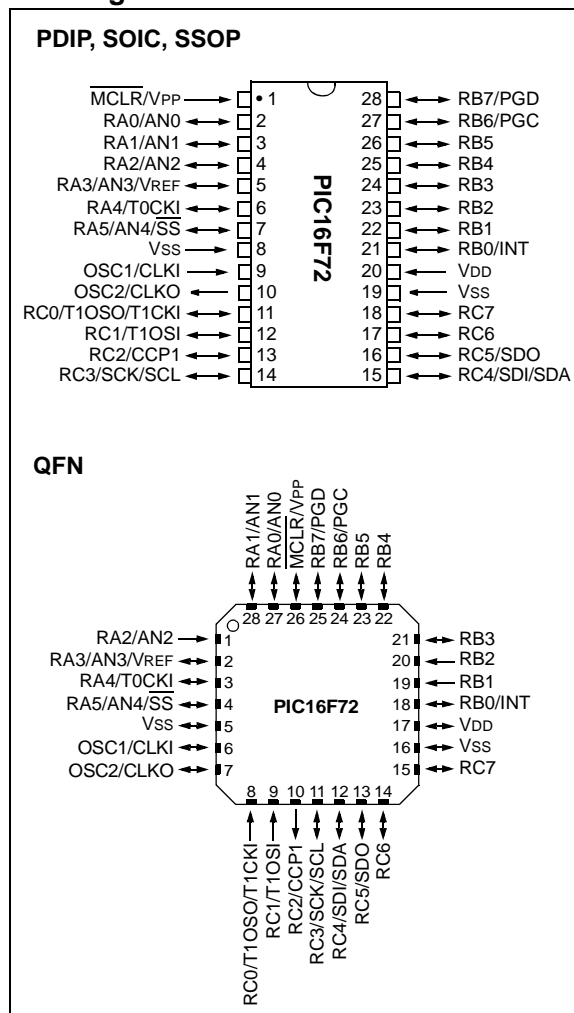 PDIP, SOIC, SSOP
MCLR/VPP • 1 28 RB7/PGD
RA0/AN0 2 27 RB6/PGC
RA1/AN1 3 26 RB5
RA2/AN2 4 25 RB4
RA3/AN3/VREF 5 24 RB3
RA4/T0CKI 6 23 RB2
RA5/AN4/SS 7 22 RB1
VSS 8 21 RB0/INT
OSC1/CLKI 9 20 VDD
OSC2/CLKO 10 19 VSS
RC0/T1OSO/T1CKI 11 18 RC7
RC1/T1OSI 12 17 RC6
RC2/CCP1 13 16 RC5/SDO
RC3/SCK/SCL 14 15 RC4/SDI/SDA
PIC16F72
QFN
RA1/AN1
RA0/AN0
MCLR/VPP
RB7/PGD
RB6/PGC
RB5
RB4
28 27 26 25 24 23 22
RA2/AN2 1 21 RB3
RA3/AN3/VREF 2 20 RB2
RA4/T0CKI 3 19 RB1
RA5/AN4/SS 4 18 RB0/INT
VSS 5 17 VDD
OSC1/CLKI 6 16 VSS
OSC2/CLKO 7 15 RC7
PIC16F72
8 9 10 11 12 13 14
RC0/T1OSO/T1CKI
RC1/T1OSI
RC2/CCP1
RC3/SCK/SCL
RC4/SDI/SDA
RC5/SDO
RC6